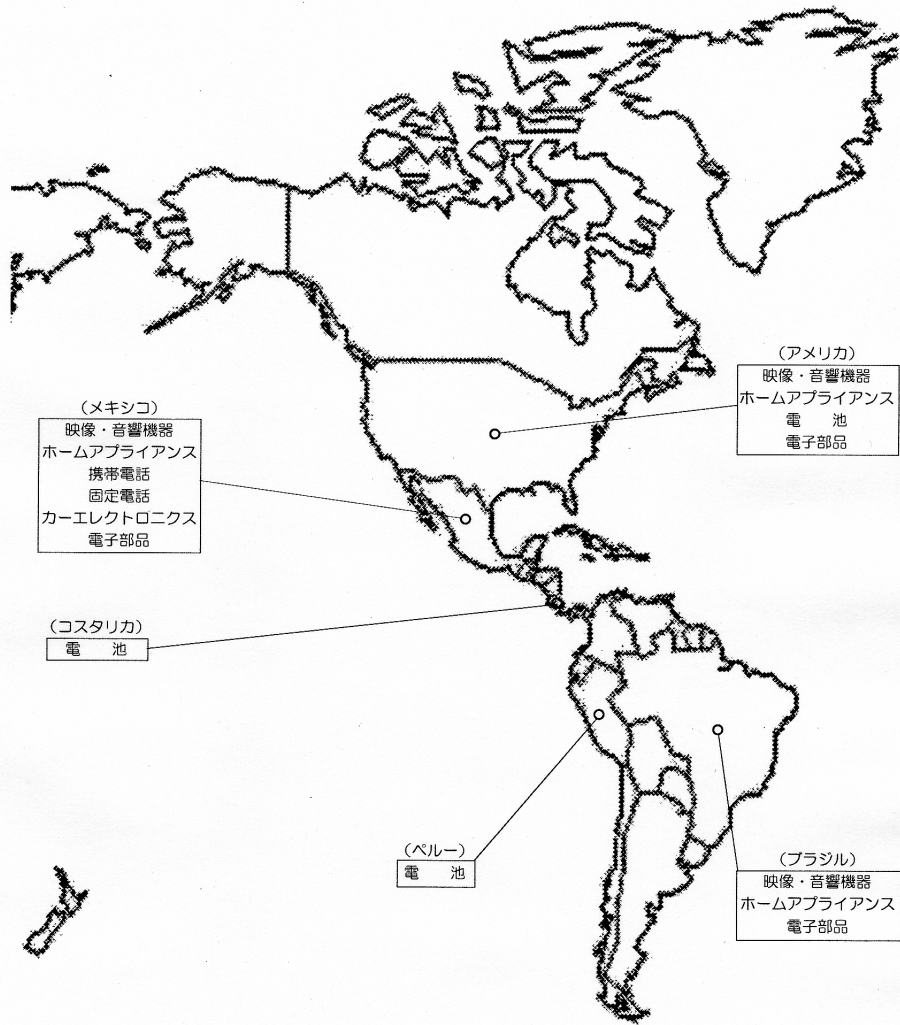 （アメリカ）
映像・音響機器
ホームアプライアンス
電　池
電子部品
（メキシコ）
映像・音響機器
ホームアプライアンス
携帯電話
固定電話
カーエレクトロニクス
電子部品
（コスタリカ）
電　池
（ペルー）
電　池
（ブラジル）
映像・音響機器
ホームアプライアンス
電子部品